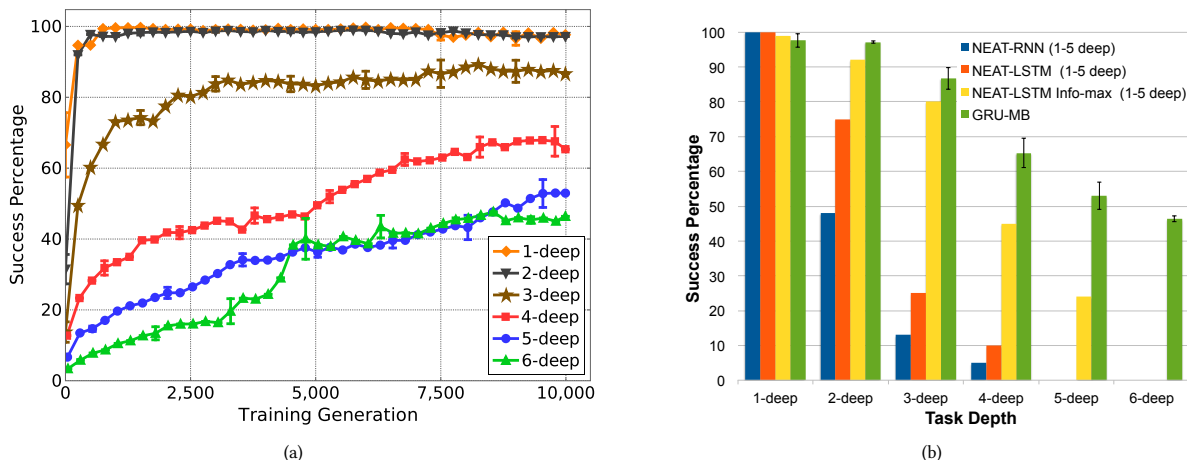 100
80
60
40
20
0
Success Percentage
0
2,500
5,000
7,500
10,000
Training Generation
1-deep
2-deep
3-deep
4-deep
5-deep
6-deep
(a)
100
90
80
70
60
50
40
30
20
10
0
Success Percentage
NEAT-RNN (1-5 deep)
NEAT-LSTM (1-5 deep)
NEAT-LSTM Info-max (1-5 deep)
GRU-MB
1-deep
2-deep
3-deep
4-deep
5-deep
6-deep
Task Depth
(b)